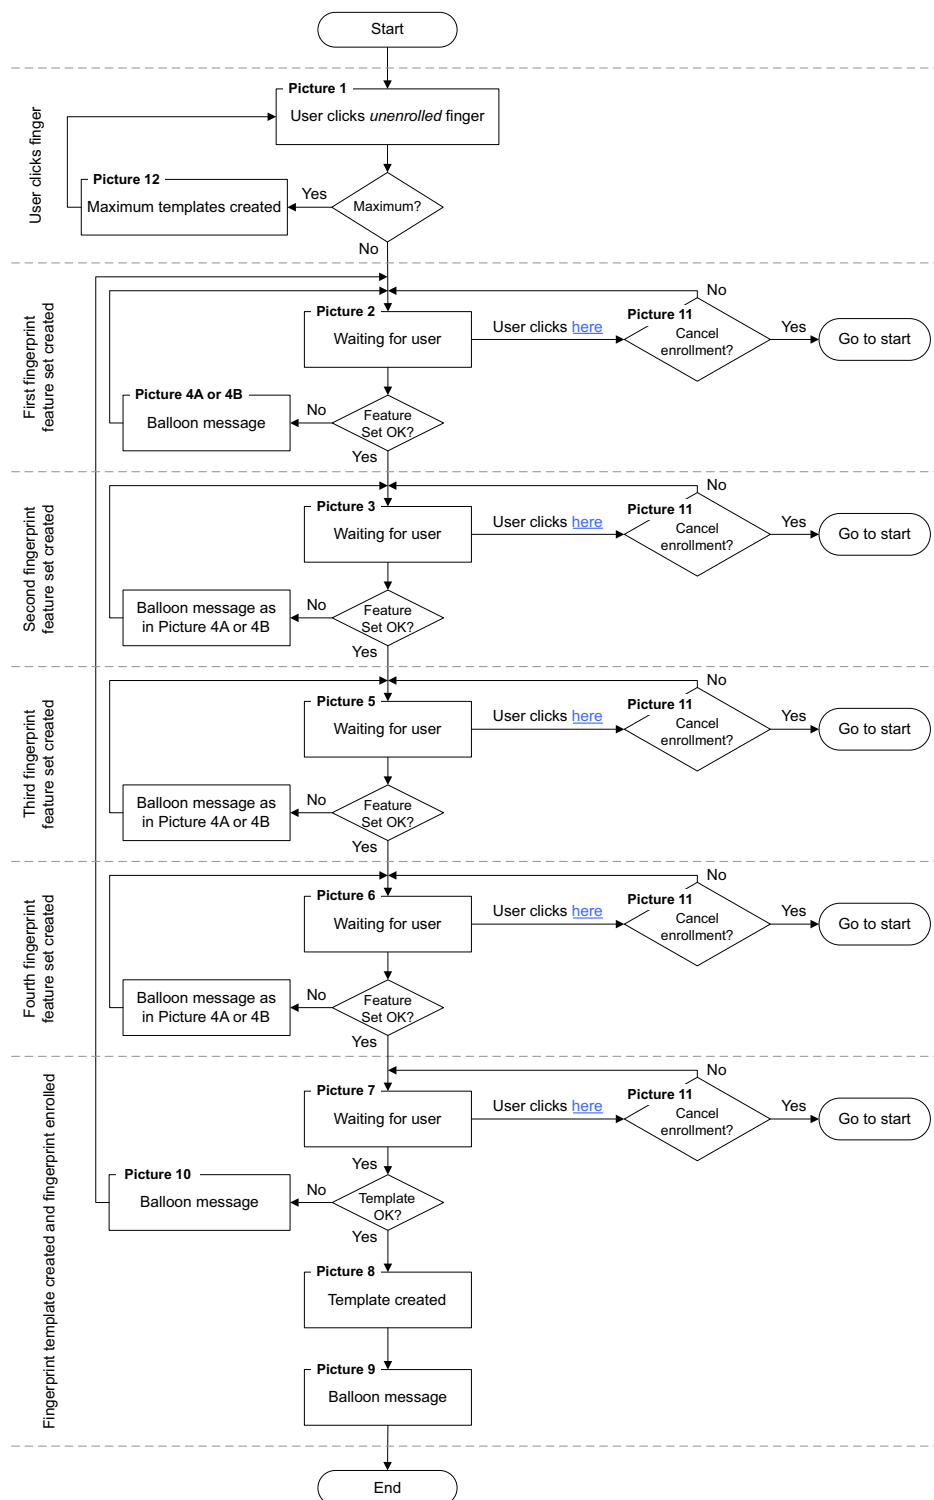 Start
User clicks finger
Picture 1
User clicks unenrolled finger
Picture 12
Maximum templates created
Yes
Maximum?
No
First fingerprint
feature set created
No
Picture 2
Waiting for user
User clicks here
Picture 11
Cancel
enrollment?
Yes
Go to start
Picture 4A or 4B
Balloon message
No
Feature
Set OK?
Yes
Second fingerprint
feature set created
No
Picture 3
Waiting for user
User clicks here
Picture 11
Cancel
enrollment?
Yes
Go to start
Balloon message as
in Picture 4A or 4B
No
Feature
Set OK?
Yes
Third fingerprint
feature set created
No
Picture 5
Waiting for user
User clicks here
Picture 11
Cancel
enrollment?
Yes
Go to start
Balloon message as
in Picture 4A or 4B
No
Feature
Set OK?
Yes
Fourth fingerprint
feature set created
No
Picture 6
Waiting for user
User clicks here
Picture 11
Cancel
enrollment?
Yes
Go to start
Balloon message as
in Picture 4A or 4B
No
Feature
Set OK?
Yes
Fingerprint template created and fingerprint enrolled
No
Picture 7
Waiting for user
User clicks here
Picture 11
Cancel
enrollment?
Yes
Go to start
Yes
Picture 10
Balloon message
No
Template
OK?
Yes
Picture 8
Template created
Picture 9
Balloon message
End